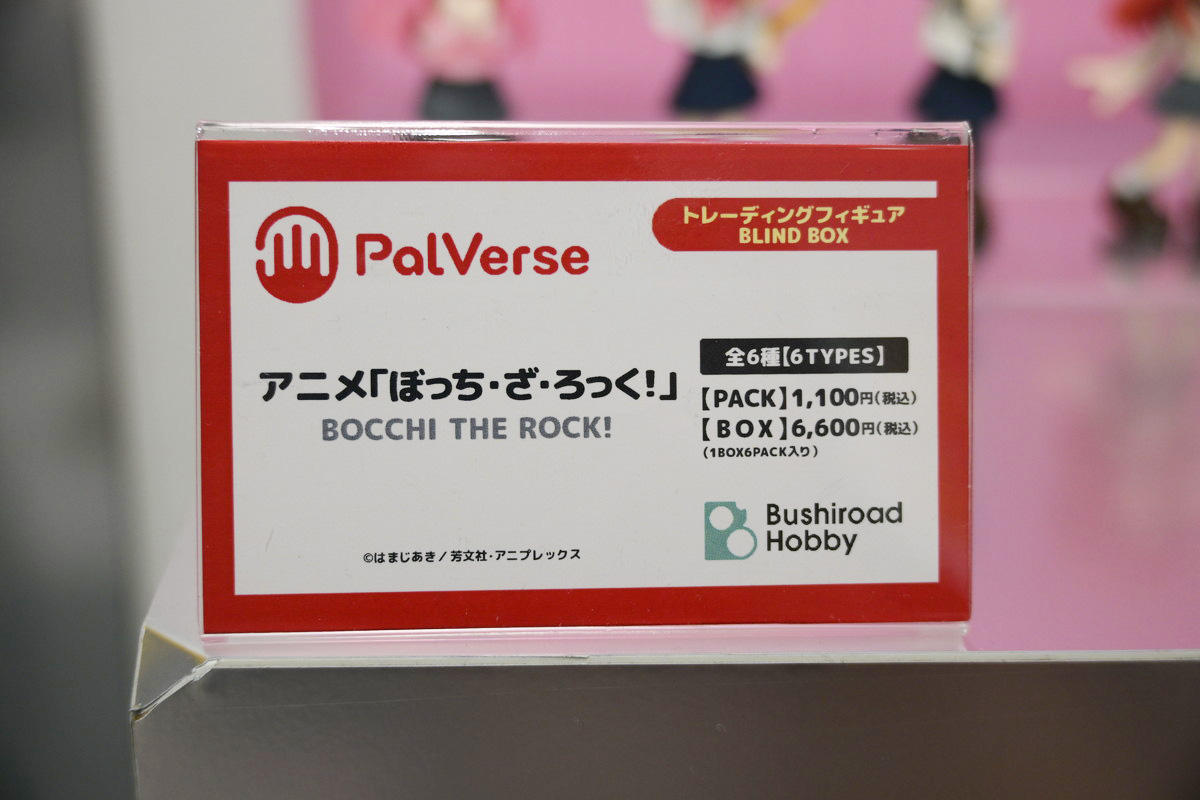 PalVerse
トレーディングフィギュア
BLIND BOX
アニメ「ぼっち・ざ・ろっく!」
BOCCHI THE ROCK!
全6種【6TYPES】
【PACK】1,100円(税込)
【BOX】6,600円(税込)
(1BOX6PACK入り)
Bushiroad
Hobby
©はまじあき/芳文社・アニプレックス